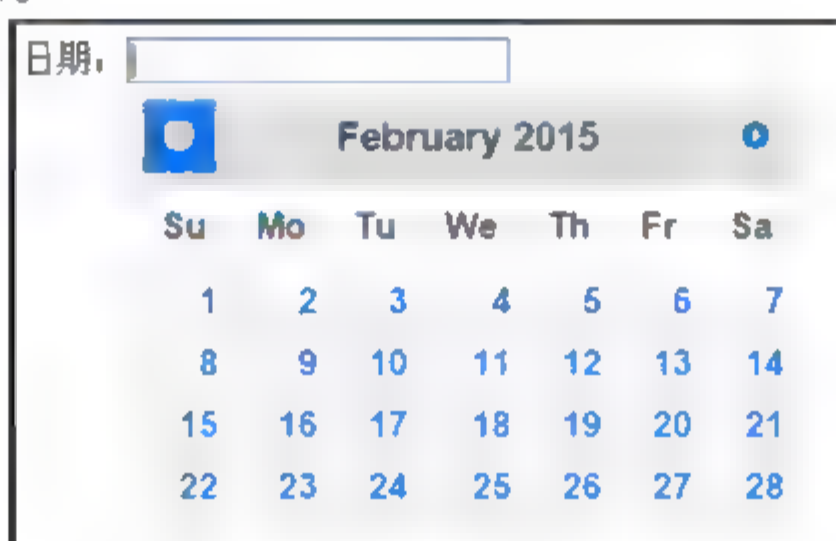 日期：
February 2015
Su Mo Tu We Th Fr Sa
1 2 3 4 5 6 7
8 9 10 11 12 13 14
15 16 17 18 19 20 21
22 23 24 25 26 27 28